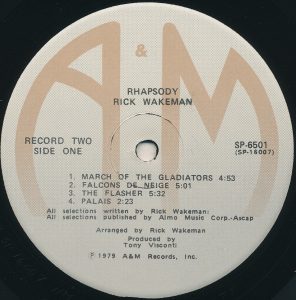 A & M
RHAPSODY
RICK WAKEMAN
RECORD TWO
SIDE ONE
SP-6501
(SP-16007)
1. MARCH OF THE GLADIATORS 4:53
2. FALCONS DE NEIGE 5:01
3. THE FLASHER 5:32
4. PALAIS 2:23
All selections written by Rick Wakeman:
All selections published by Almo Music Corp.-Ascap
Arranged by Rick Wakeman
Produced by
Tony Visconti
℗ 1979 A&M Records, Inc.